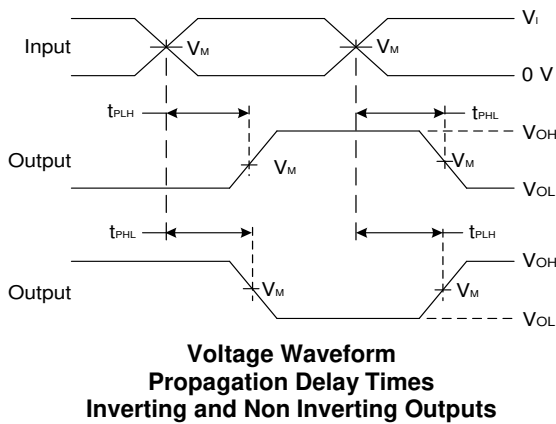 VI
Input VM VM
0 V
tPLH tPHL
VOH
Output VM VM
VOL
tPHL tPLH
VOH
Output VM VM
VOL
Voltage Waveform
Propagation Delay Times
Inverting and Non Inverting Outputs